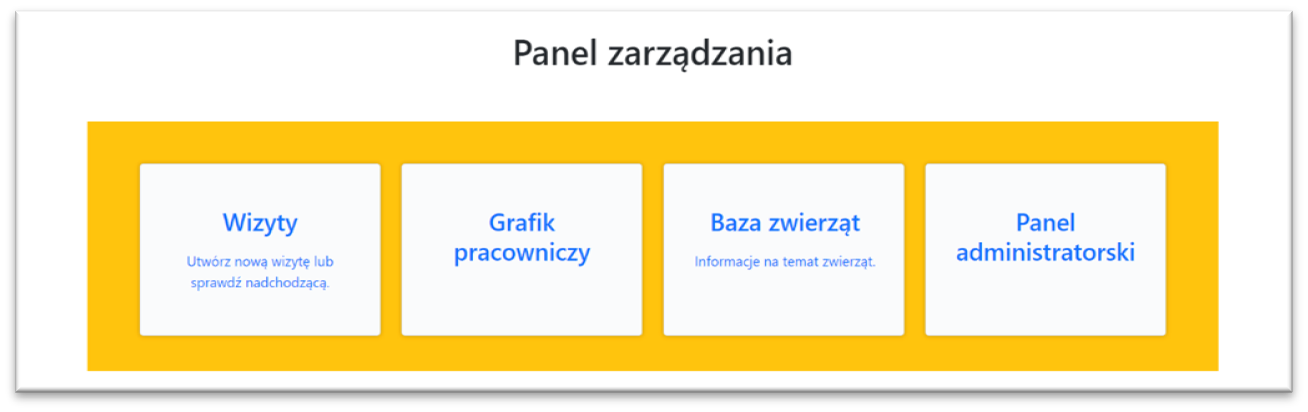 Panel zarządzania
Wizyty
Utwórz nową wizytę lub
sprawdź nadchodzącą.
Grafik
pracowniczy
Baza zwierząt
Informacje na temat zwierząt.
Panel
administratorski